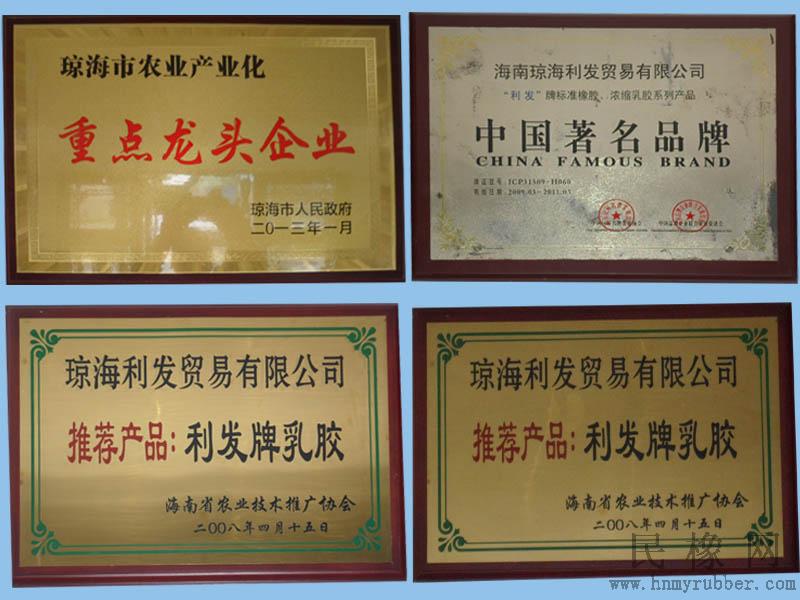 琼海市农业产业化
重点龙头企业
琼海市人民政府
二〇一三年一月
海南琼海利发贸易有限公司
“利发”牌标准橡胶、浓缩乳胶系列产品
中国著名品牌
CHINA FAMOUS BRAND
琼海利发贸易有限公司
推荐产品:利发牌乳胶
海南省农业技术推广协会
二〇〇八年四月十五日
琼海利发贸易有限公司
推荐产品:利发牌乳胶
海南省农业技术推广协会
二〇〇八年四月十五日
民橡网
www.hnmyrubber.com